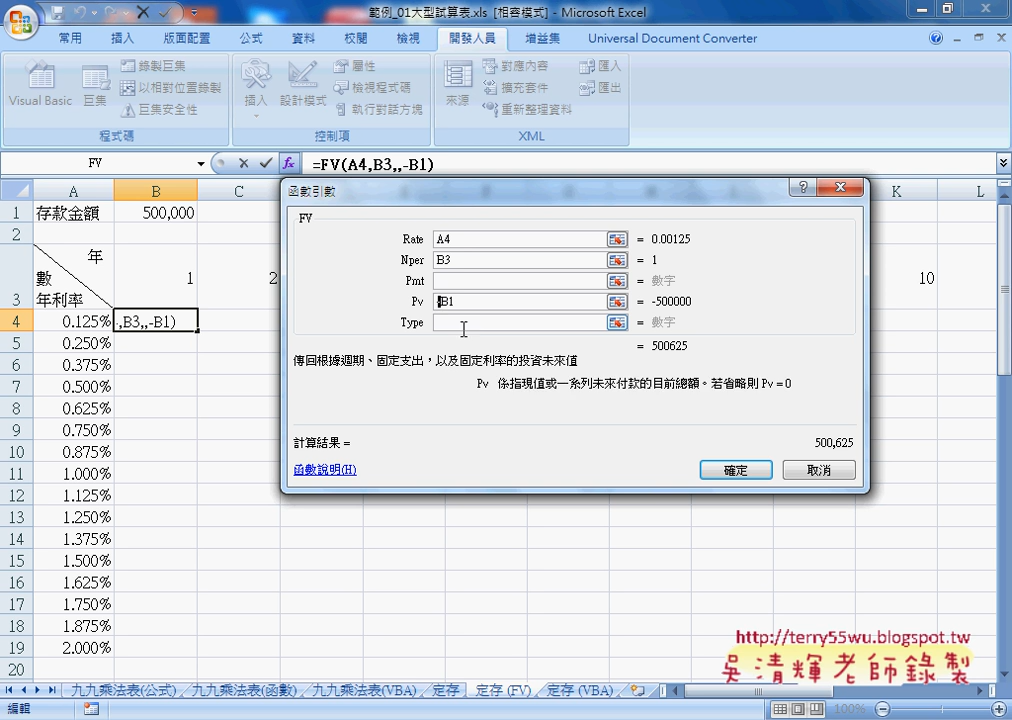 範例_01大型試算表.xls [相容模式] - Microsoft Excel
常用 插入 版面配置 公式 資料 校閱 檢視 開發人員 增益集 Universal Document Converter
Visual Basic 巨集 錄製巨集 以相對位置錄製 巨集安全性
插入 設計模式 屬性 檢視程式碼 執行對話方塊
來源 對應內容 擴充套件 重新整理資料 匯入 匯出
程式碼 控制項 XML
FV =FV(A4,B3,,-B1)
A B C K L
1 存款金額 500,000
2
年
數
年利率
3 1 2 10
4 0.125% ,B3,,-B1)
5 0.250%
6 0.375%
7 0.500%
8 0.625%
9 0.750%
10 0.875%
11 1.000%
12 1.125%
13 1.250%
14 1.375%
15 1.500%
16 1.625%
17 1.750%
18 1.875%
19 2.000%
20
函數引數
FV
Rate A4 = 0.00125
Nper B3 = 1
Pmt = 數字
Pv -B1 = -500000
Type = 數字
= 500625
傳回根據週期、固定支出，以及固定利率的投資未來值
Pv 係指現值或一系列未來付款的目前總額。若省略則 Pv = 0
計算結果 = 500,625
函數說明(H) 確定 取消
http://terry55wu.blogspot.tw
吳清輝老師錄製
九九乘法表(公式) 九九乘法表(函數) 九九乘法表(VBA) 定存 定存 (FV) 定存 (VBA)
編輯 100%